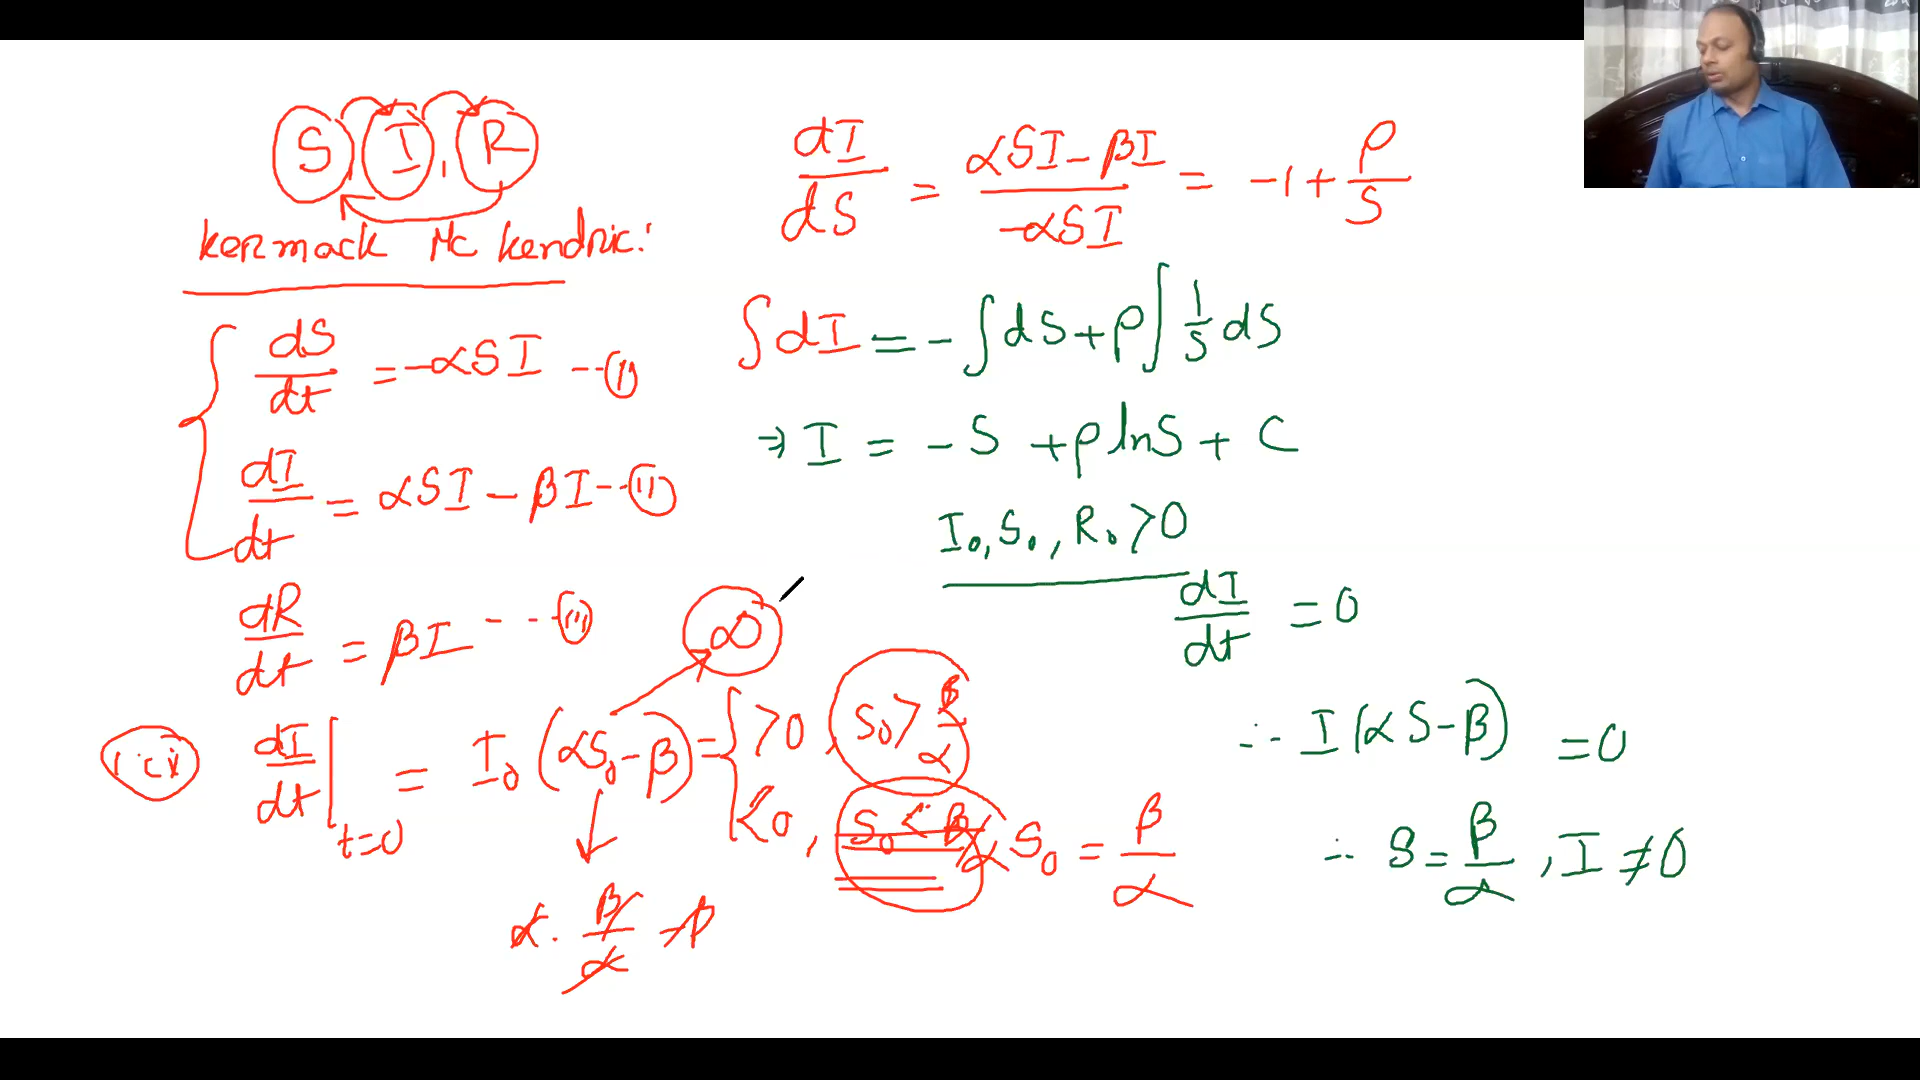 S, I, R
kermack Mc kendric:
dS/dt = -αSI --(i)
dI/dt = αSI - βI --(ii)
dR/dt = βI --- (iii)
dI/dt |t=0 = I₀(αS₀ - β) = { >0, S₀ > β/α
<0, S₀ < β/α
S₀ = β/α
α · β/α - β
dI/dS = (αSI - βI)/(-αSI) = -1 + ρ/S
∫dI = -∫dS + ρ∫ 1/S dS
⇒ I = -S + ρ lnS + C
I₀, S₀, R₀ > 0
dI/dt = 0
∴ I(αS - β) = 0
∴ S = β/α, I ≠ 0